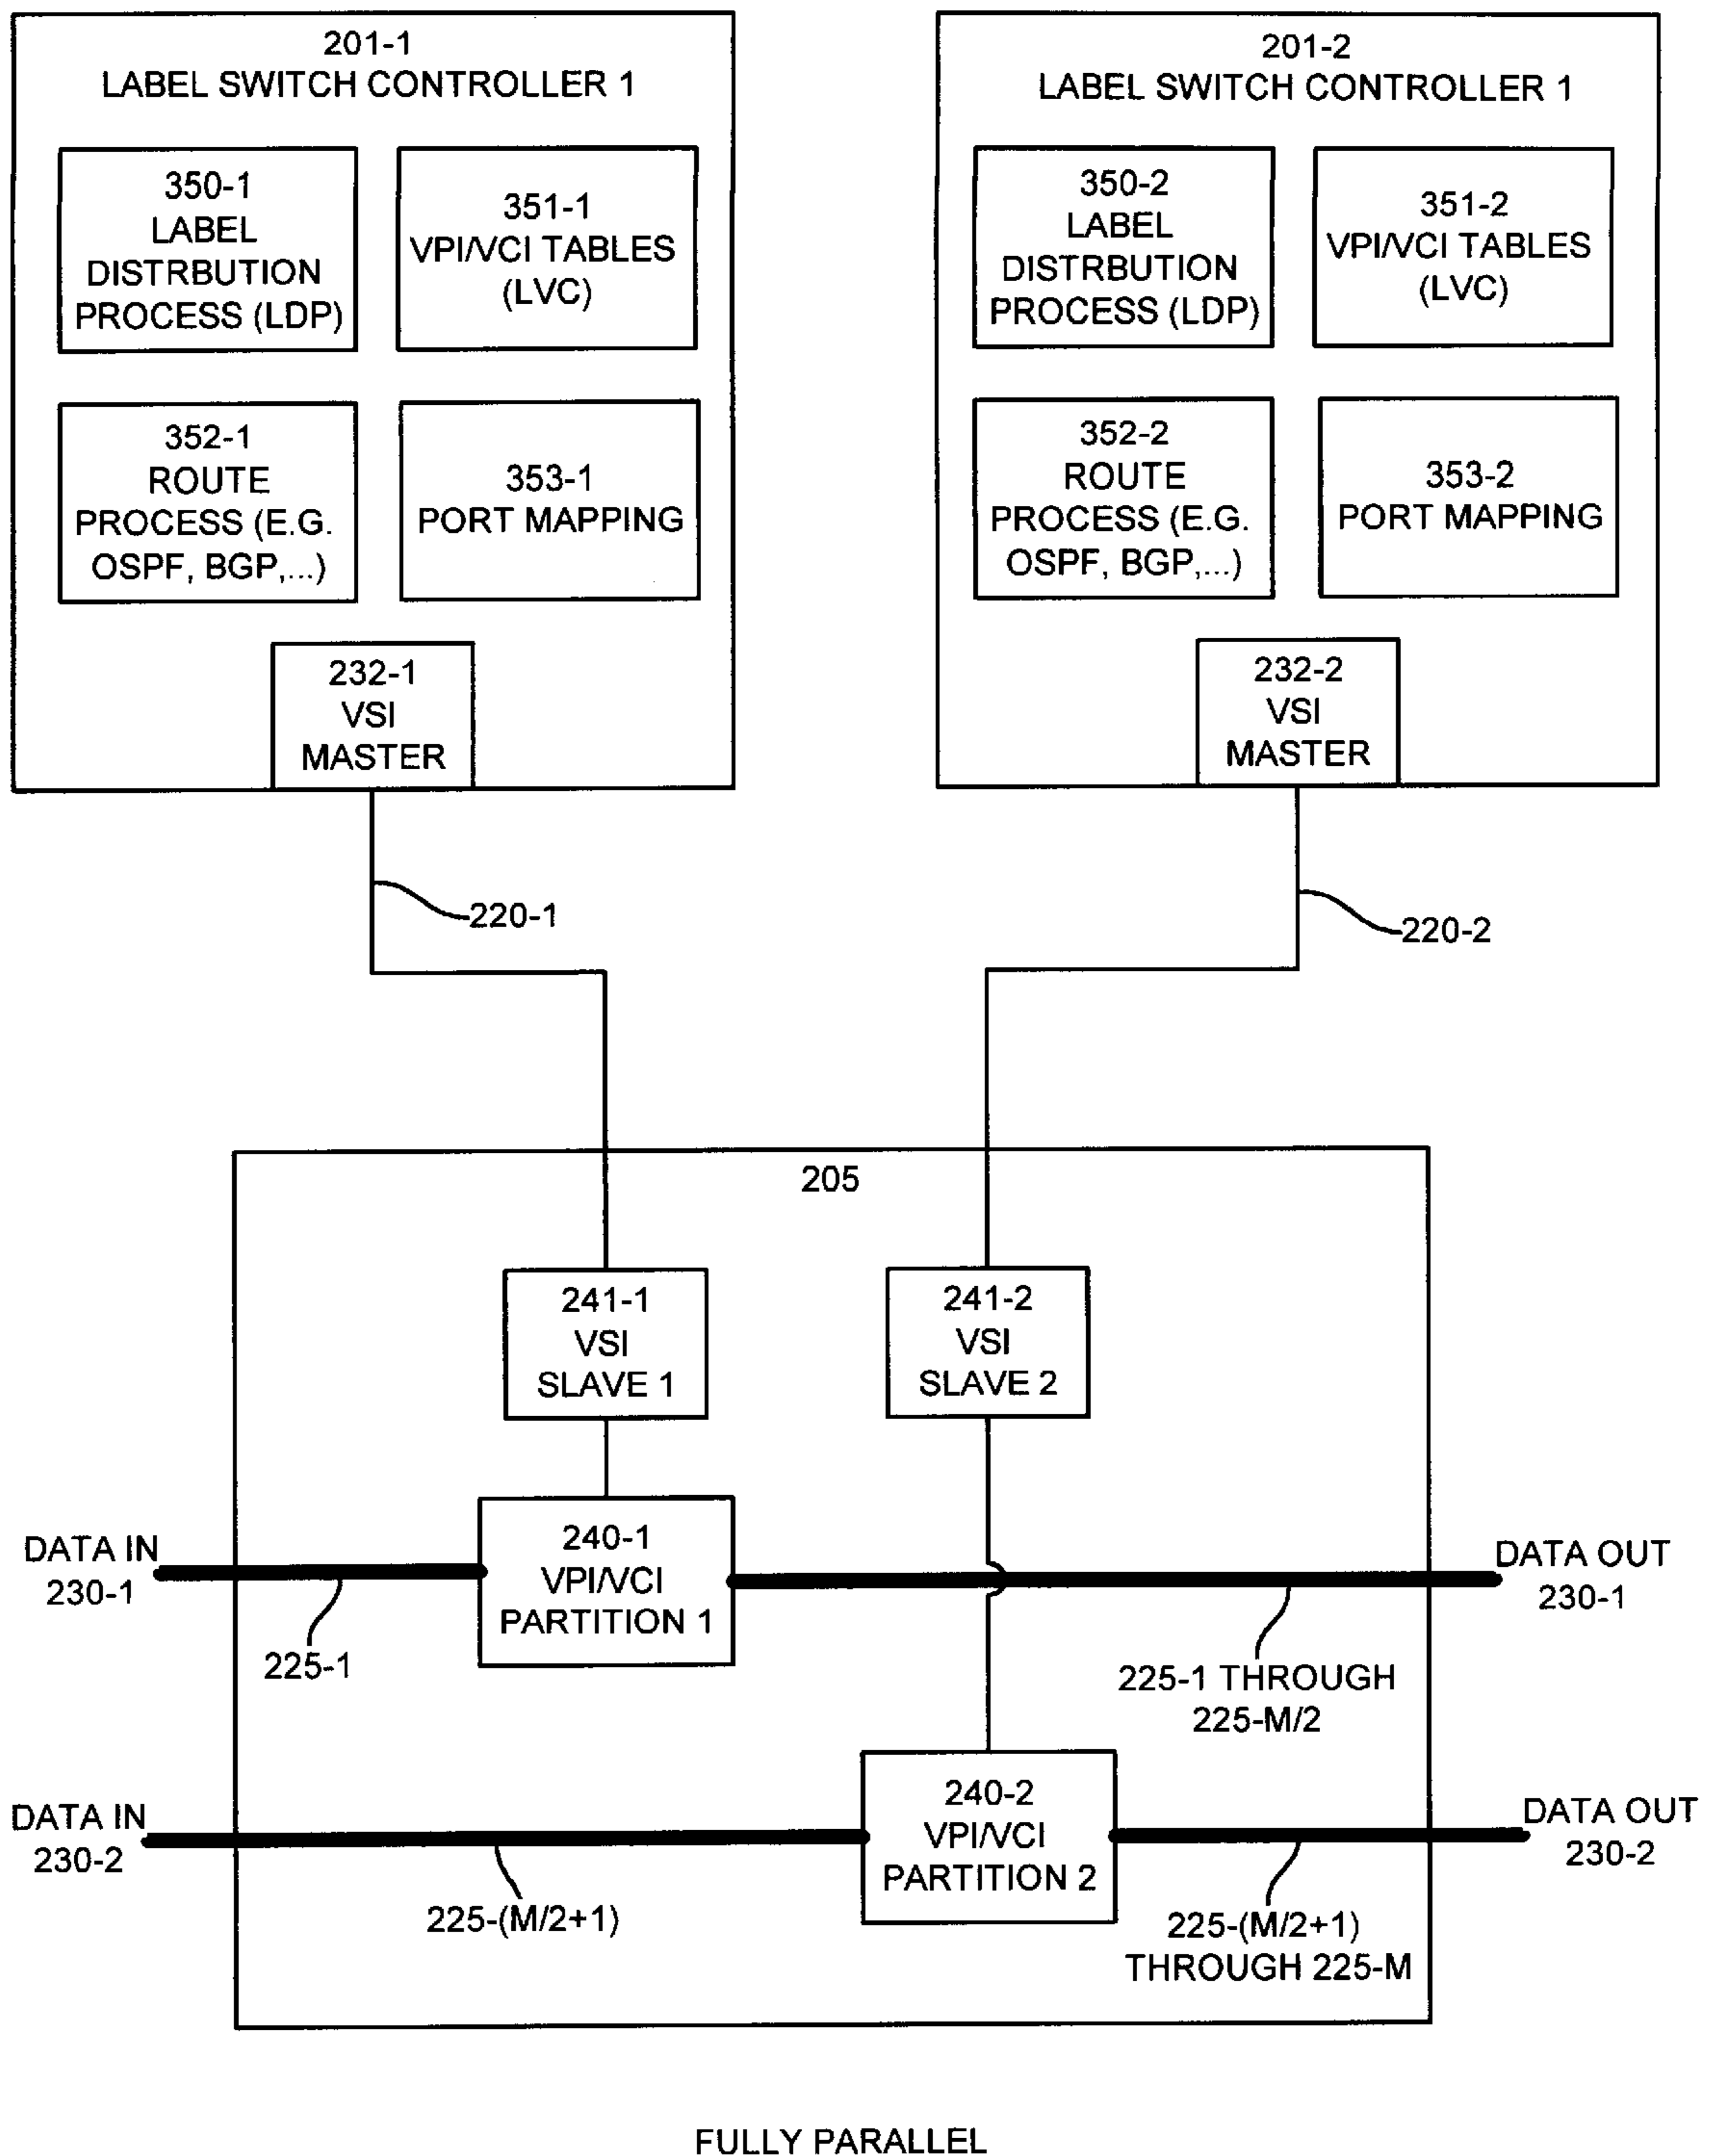 201-1
LABEL SWITCH CONTROLLER 1
350-1
LABEL
DISTRBUTION
PROCESS (LDP)
351-1
VPI/VCI TABLES
(LVC)
352-1
ROUTE
PROCESS (E.G.
OSPF, BGP,...)
353-1
PORT MAPPING
232-1
VSI
MASTER
201-2
LABEL SWITCH CONTROLLER 1
350-2
LABEL
DISTRBUTION
PROCESS (LDP)
351-2
VPI/VCI TABLES
(LVC)
352-2
ROUTE
PROCESS (E.G.
OSPF, BGP,...)
353-2
PORT MAPPING
232-2
VSI
MASTER
220-1
220-2
205
241-1
VSI
SLAVE 1
241-2
VSI
SLAVE 2
DATA IN
230-1
240-1
VPI/VCI
PARTITION 1
DATA OUT
230-1
225-1
225-1 THROUGH
225-M/2
DATA IN
230-2
240-2
VPI/VCI
PARTITION 2
DATA OUT
230-2
225-(M/2+1)
225-(M/2+1)
THROUGH 225-M
FULLY PARALLEL